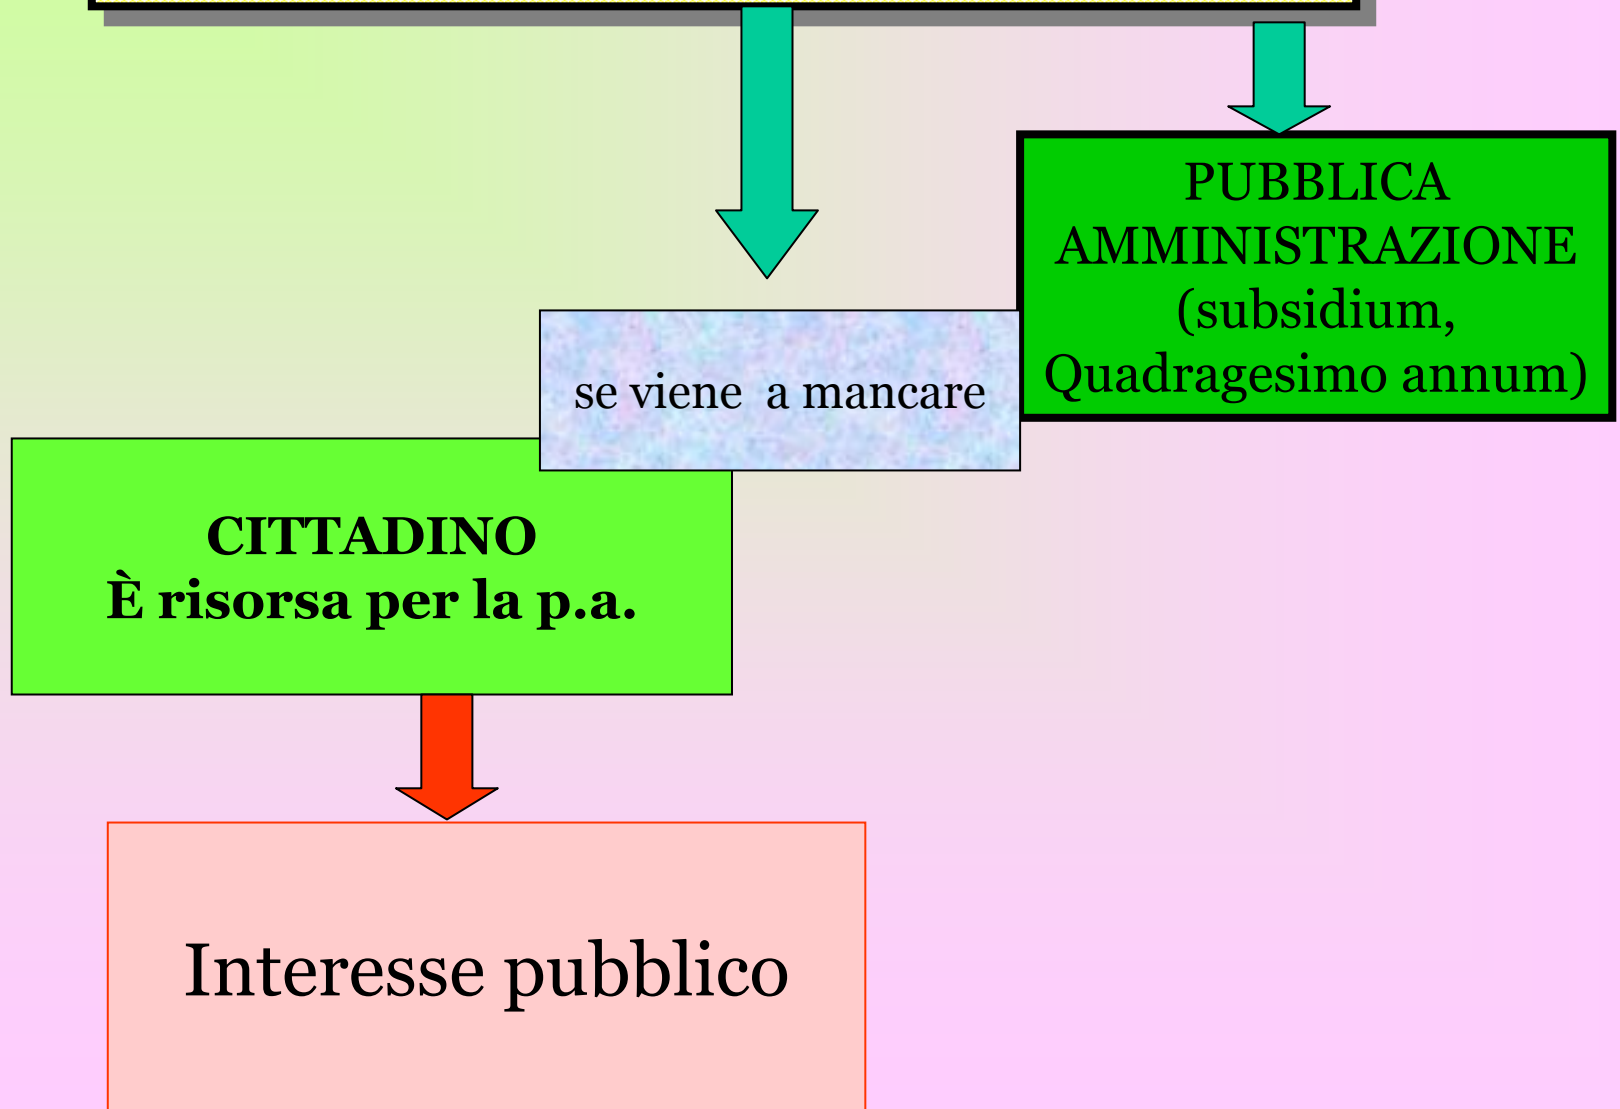 PUBBLICA
AMMINISTRAZIONE
(subsidium,
Quadragesimo annum)
se viene  a mancare
CITTADINO
È risorsa per la p.a.
Interesse pubblico